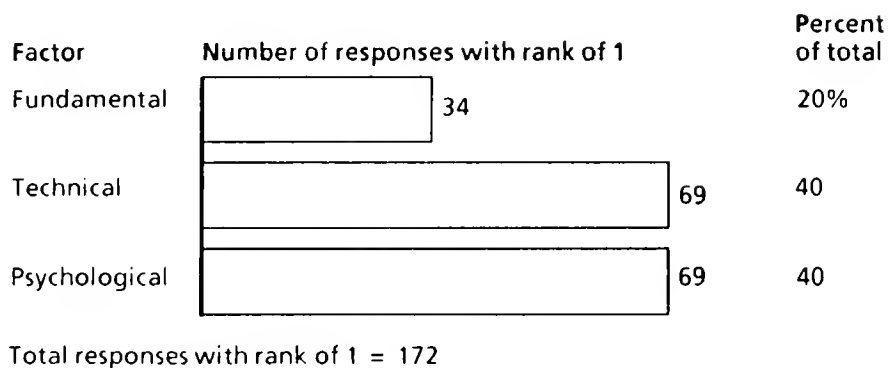 Factor Number of responses with rank of 1 Percent of total
Fundamental 34 20%
Technical 69 40
Psychological 69 40
Total responses with rank of 1 = 172